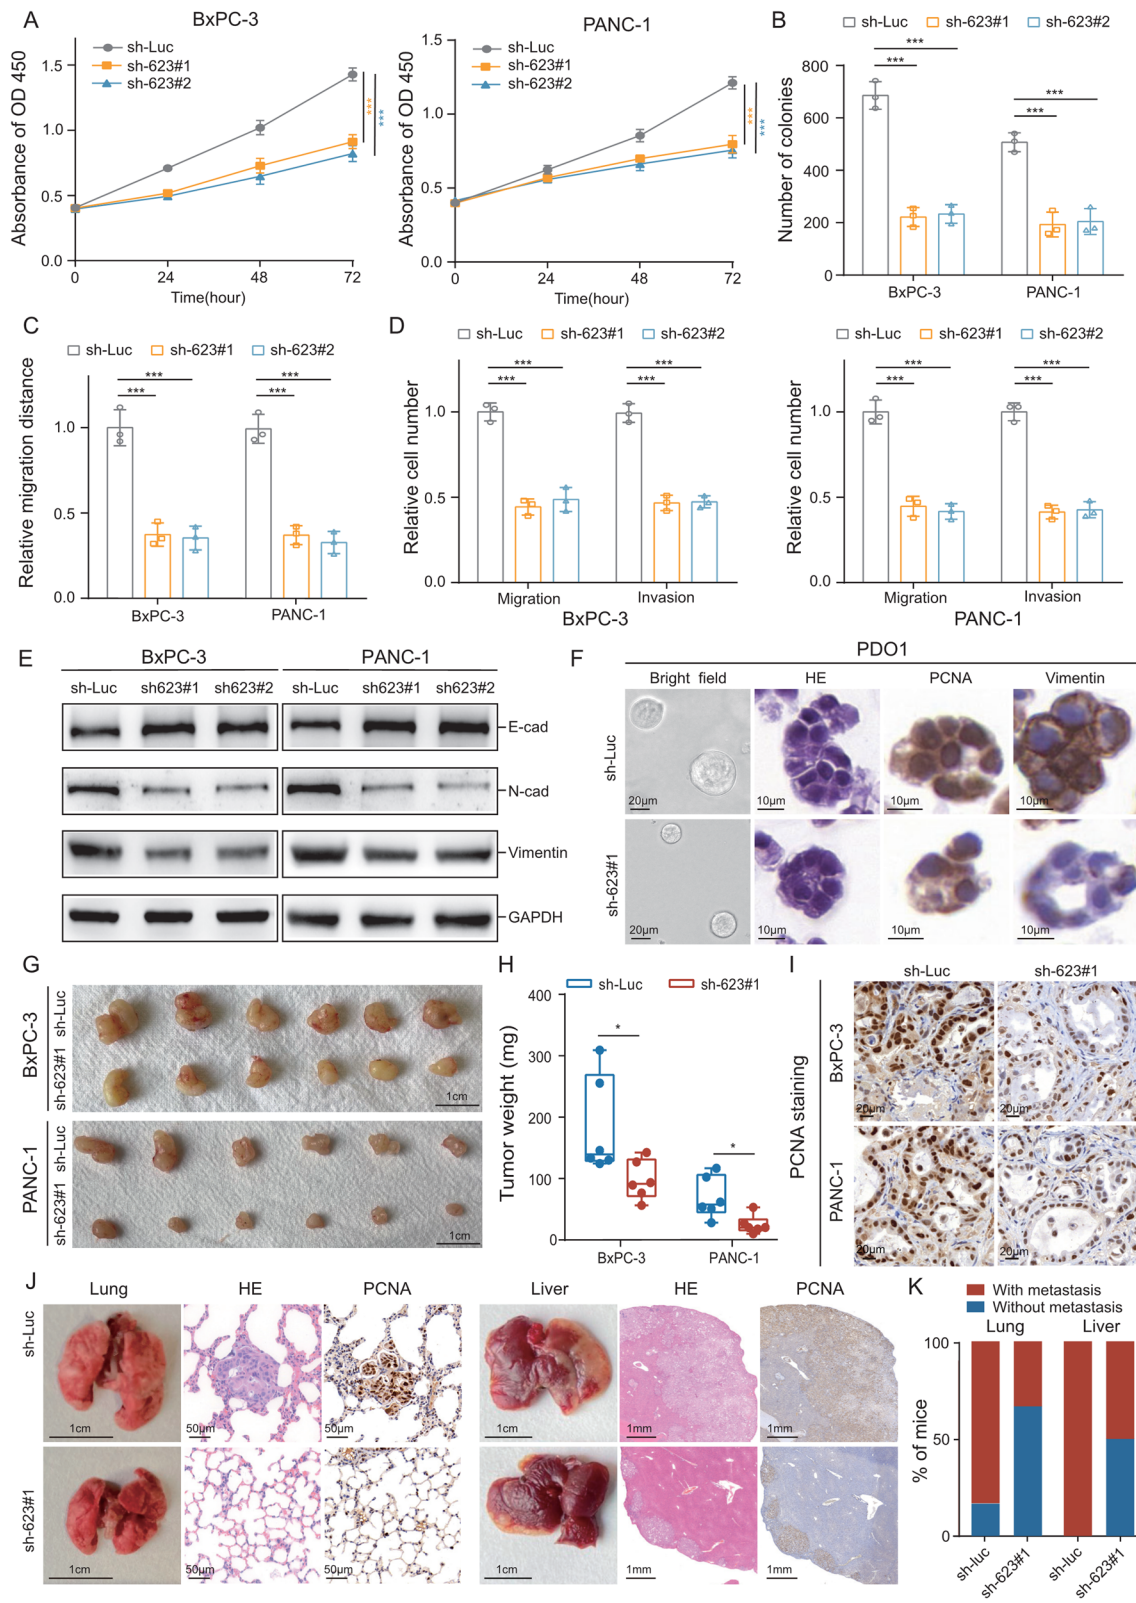 A
BxPC-3
sh-Luc
sh-623#1
sh-623#2
Absorbance of OD 450
1.5
1.0
0.5
0.0
***
***
0 24 48 72
Time(hour)
PANC-1
sh-Luc
sh-623#1
sh-623#2
Absorbance of OD 450
1.5
1.0
0.5
0.0
***
***
0 24 48 72
Time(hour)
B
sh-Luc sh-623#1 sh-623#2
Number of colonies
800
600
400
200
0
***
***
***
***
BxPC-3 PANC-1
C
sh-Luc sh-623#1 sh-623#2
Relative migration distance
1.0
0.5
0.0
***
***
***
***
BxPC-3 PANC-1
D
sh-Luc sh-623#1 sh-623#2
Relative cell number
1.0
0.5
0.0
***
***
***
***
Migration Invasion
BxPC-3
sh-Luc sh-623#1 sh-623#2
Relative cell number
1.0
0.5
0.0
***
***
***
***
Migration Invasion
PANC-1
E
BxPC-3 PANC-1
sh-Luc sh623#1 sh623#2 sh-Luc sh623#1 sh623#2
E-cad
N-cad
Vimentin
GAPDH
F
PDO1
Bright field HE PCNA Vimentin
sh-Luc
20μm 10μm 10μm 10μm
sh-623#1
20μm 10μm 10μm 10μm
G
BxPC-3
sh-Luc
sh-623#1
1cm
PANC-1
sh-Luc
sh-623#1
1cm
H
sh-Luc sh-623#1
Tumor weight (mg)
400
300
200
100
0
*
*
BxPC-3 PANC-1
I
sh-Luc sh-623#1
PCNA staining
BxPC-3
20μm 20μm
PANC-1
20μm 20μm
J
Lung HE PCNA Liver HE PCNA
sh-Luc
1cm 50μm 50μm 1cm 1mm 1mm
sh-623#1
1cm 50μm 50μm 1cm 1mm 1mm
K
With metastasis
Without metastasis
Lung Liver
% of mice
100
50
0
sh-luc sh-623#1 sh-luc sh-623#1